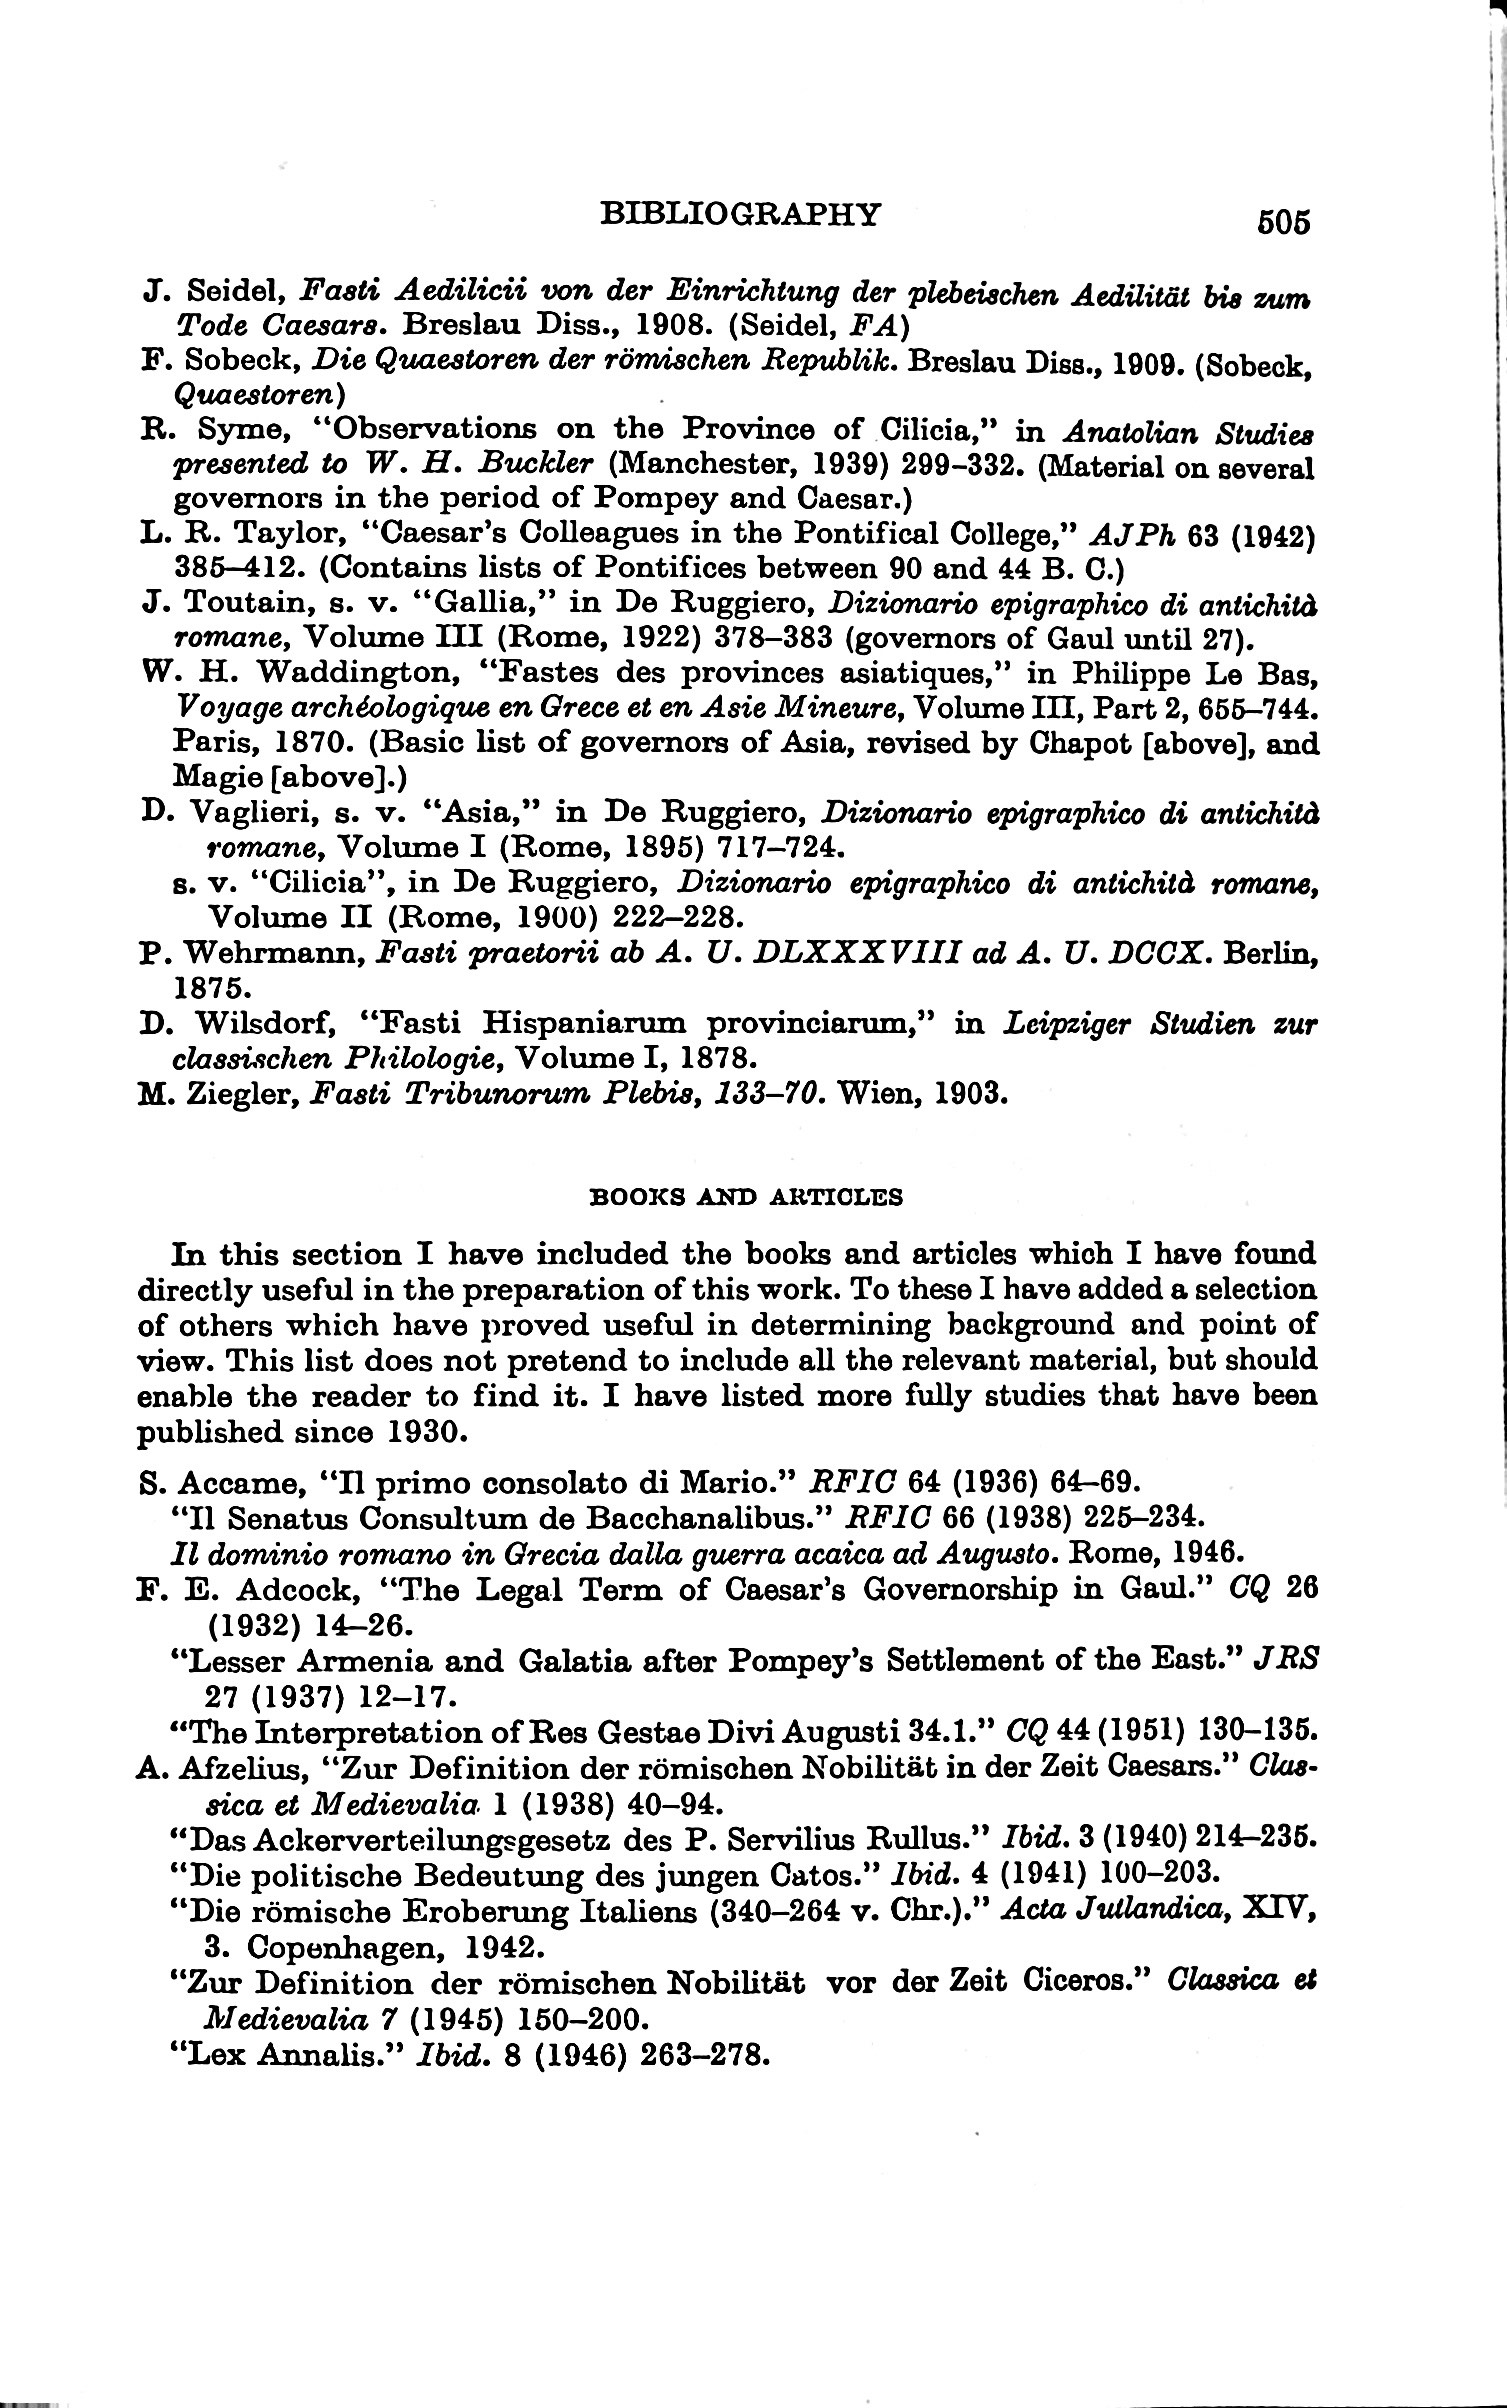 BIBLIOGRAPHY 505
J. Seidel, Fasti Aedilicii von der Einrichtung der plebeischen Aedilität bis zum
Tode Caesars. Breslau Diss., 1908. (Seidel, FA)
F. Sobeck, Die Quaestoren der römischen Republik. Breslau Diss., 1909. (Sobeck,
Quaestoren)
R. Syme, “Observations on the Province of Cilicia,” in Anatolian Studies
presented to W. H. Buckler (Manchester, 1939) 299–332. (Material on several
governors in the period of Pompey and Caesar.)
L. R. Taylor, “Caesar’s Colleagues in the Pontifical College,” AJPh 63 (1942)
385–412. (Contains lists of Pontifices between 90 and 44 B. C.)
J. Toutain, s. v. “Gallia,” in De Ruggiero, Dizionario epigraphico di antichità
romane, Volume III (Rome, 1922) 378–383 (governors of Gaul until 27).
W. H. Waddington, “Fastes des provinces asiatiques,” in Philippe Le Bas,
Voyage archéologique en Grece et en Asie Mineure, Volume III, Part 2, 655–744.
Paris, 1870. (Basic list of governors of Asia, revised by Chapot [above], and
Magie [above].)
D. Vaglieri, s. v. “Asia,” in De Ruggiero, Dizionario epigraphico di antichità
romane, Volume I (Rome, 1895) 717–724.
s. v. “Cilicia”, in De Ruggiero, Dizionario epigraphico di antichità romane,
Volume II (Rome, 1900) 222–228.
P. Wehrmann, Fasti praetorii ab A. U. DLXXXVIII ad A. U. DCCX. Berlin,
1875.
D. Wilsdorf, “Fasti Hispaniarum provinciarum,” in Leipziger Studien zur
classischen Philologie, Volume I, 1878.
M. Ziegler, Fasti Tribunorum Plebis, 133–70. Wien, 1903.
BOOKS AND ARTICLES
In this section I have included the books and articles which I have found
directly useful in the preparation of this work. To these I have added a selection
of others which have proved useful in determining background and point of
view. This list does not pretend to include all the relevant material, but should
enable the reader to find it. I have listed more fully studies that have been
published since 1930.
S. Accame, “Il primo consolato di Mario.” RFIC 64 (1936) 64–69.
“Il Senatus Consultum de Bacchanalibus.” RFIC 66 (1938) 225–234.
Il dominio romano in Grecia dalla guerra acaica ad Augusto. Rome, 1946.
F. E. Adcock, “The Legal Term of Caesar’s Governorship in Gaul.” CQ 26
(1932) 14–26.
“Lesser Armenia and Galatia after Pompey’s Settlement of the East.” JRS
27 (1937) 12–17.
“The Interpretation of Res Gestae Divi Augusti 34.1.” CQ 44 (1951) 130–135.
A. Afzelius, “Zur Definition der römischen Nobilität in der Zeit Caesars.” Clas-
sica et Medievalia 1 (1938) 40–94.
“Das Ackerverteilungsgesetz des P. Servilius Rullus.” Ibid. 3 (1940) 214–235.
“Die politische Bedeutung des jungen Catos.” Ibid. 4 (1941) 100–203.
“Die römische Eroberung Italiens (340–264 v. Chr.).” Acta Jutlandica, XIV,
3. Copenhagen, 1942.
“Zur Definition der römischen Nobilität vor der Zeit Ciceros.” Classica et
Medievalia 7 (1945) 150–200.
“Lex Annalis.” Ibid. 8 (1946) 263–278.